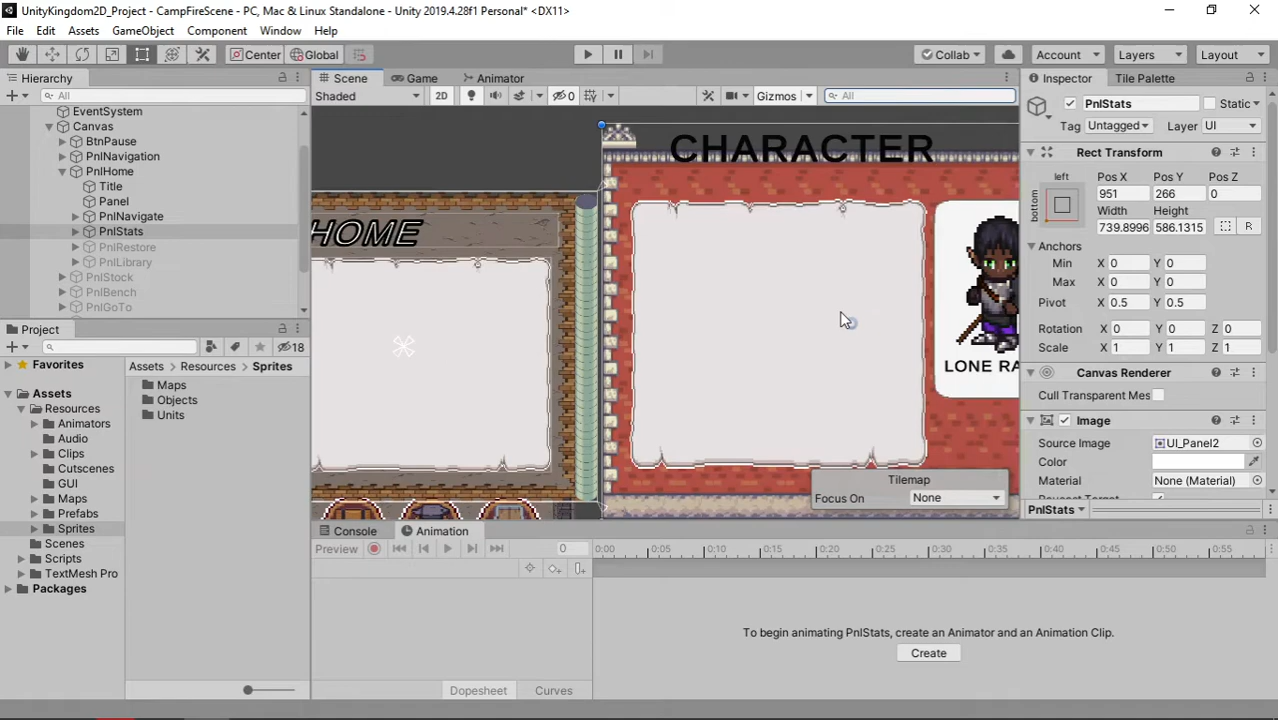 UnityKingdom2D_Project - CampFireScene - PC, Mac & Linux Standalone - Unity 2019.4.28f1 Personal* <DX11>
File Edit Assets GameObject Component Window Help
Center Global Collab Account Layers Layout
Hierarchy
All
EventSystem
Canvas
BtnPause
PnlNavigation
PnlHome
Title
Panel
PnlNavigate
PnlStats
PnlRestore
PnlLibrary
PnlStock
PnlBench
PnlGoTo
Scene Game Animator
Shaded 2D 0 Gizmos All
CHARACTER
HOME
LONE RA
Tilemap
Focus On None
Inspector Tile Palette
PnlStats Static
Tag Untagged Layer UI
Rect Transform
left Pos X Pos Y Pos Z
bottom 951 266 0
Width Height
739.8996 586.1315 R
Anchors
Min X 0 Y 0
Max X 0 Y 0
Pivot X 0.5 Y 0.5
Rotation X 0 Y 0 Z 0
Scale X 1 Y 1 Z 1
Canvas Renderer
Cull Transparent Mes
Image
Source Image UI_Panel2
Color
Material None (Material)
PnlStats
Project
18
Favorites
Assets
Resources
Animators
Audio
Clips
Cutscenes
GUI
Maps
Prefabs
Sprites
Scenes
Scripts
TextMesh Pro
Packages
Assets Resources Sprites
Maps
Objects
Units
Console Animation
Preview 0 0:00 0:05 0:10 0:15 0:20 0:25 0:30 0:35 0:40 0:45 0:50 0:55
To begin animating PnlStats, create an Animator and an Animation Clip.
Create
Dopesheet Curves